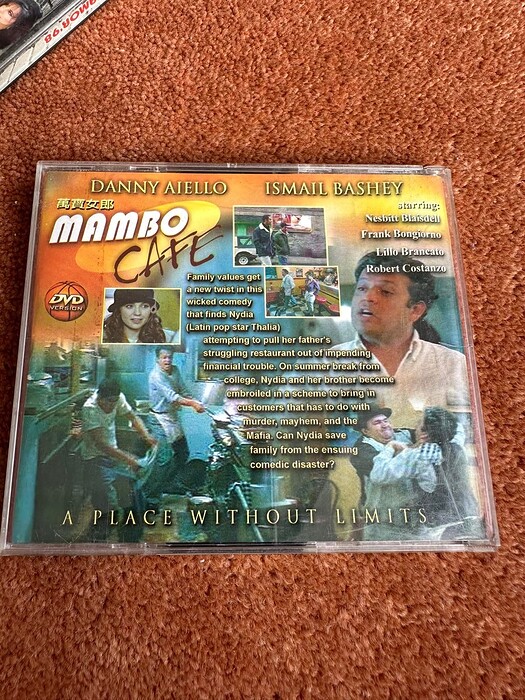 AMOR'98
DANNY AIELLO ISMAIL BASHEY
萬寶女郎
MAMBO
CAFE
starring:
Nesbitt Blaisdell
Frank Bongiorno
Lillo Brancato
Robert Costanzo
DVD
VERSION
Family values get
a new twist in this
wicked comedy
that finds Nydia
(Latin pop star Thalia)
attempting to pull her father's
struggling restaurant out of impending
financial trouble. On summer break from
college, Nydia and her brother become
embroiled in a scheme to bring in
customers that has to do with
murder, mayhem, and the
Mafia. Can Nydia save
family from the ensuing
comedic disaster?
A PLACE WITHOUT LIMITS